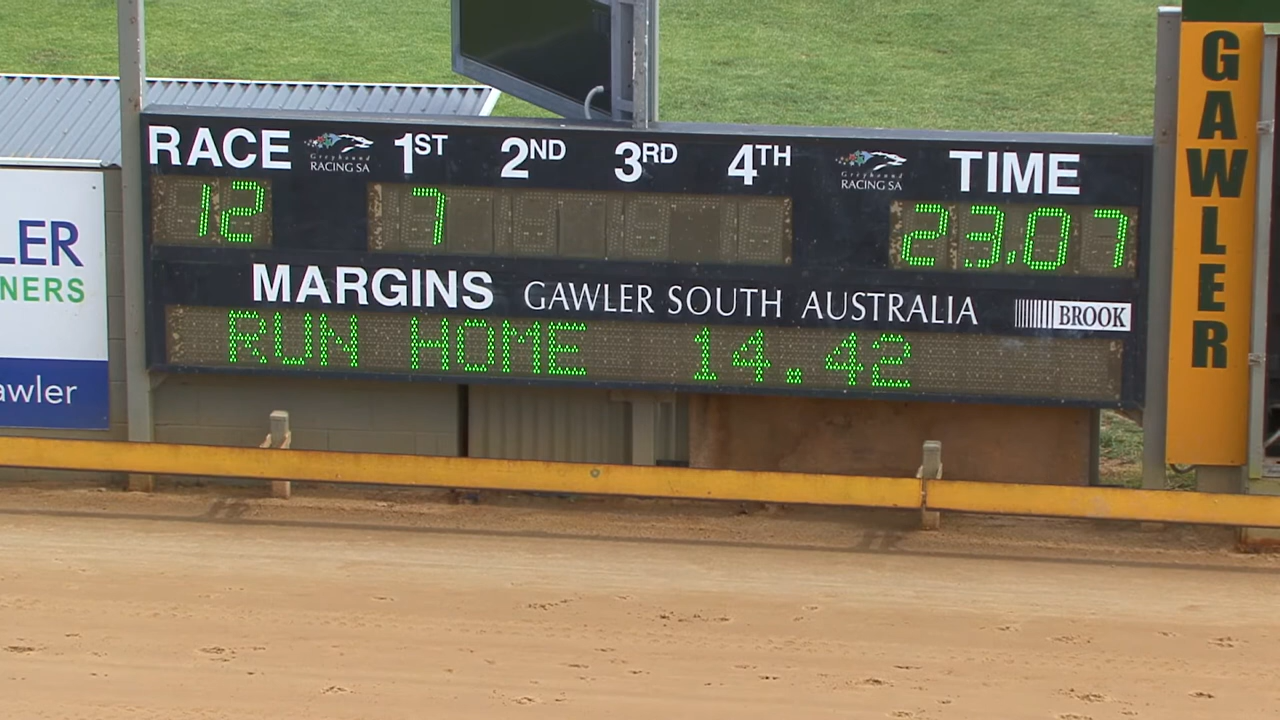 RACE
Greyhound
RACING SA
1ST
2ND
3RD
4TH
Greyhound
RACING SA
TIME
12
7
23.07
MARGINS
GAWLER SOUTH AUSTRALIA
BROOK
RUN HOME 14.42
GAWLER
LER
NERS
awler